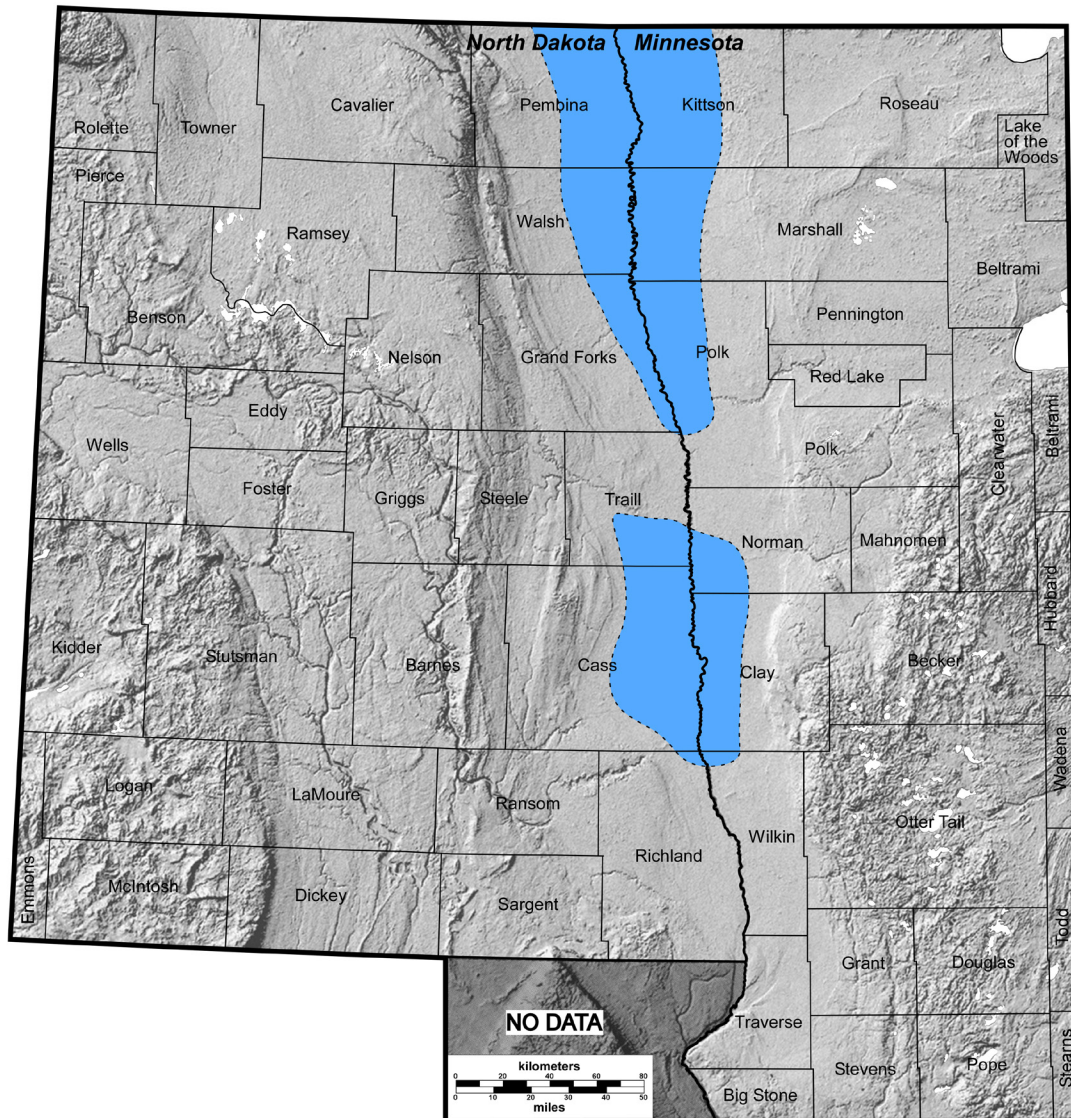 North Dakota Minnesota
Cavalier
Pembina
Kittson
Roseau
Rolette
Towner
Lake
of the
Woods
Pierce
Ramsey
Walsh
Marshall
Beltrami
Benson
Nelson
Grand Forks
Polk
Pennington
Red Lake
Eddy
Wells
Foster
Griggs
Steele
Traill
Polk
Clearwater
Beltrami
Norman
Mahnomen
Hubbard
Kidder
Stutsman
Barnes
Cass
Clay
Becker
Wadena
Logan
LaMoure
Ransom
Richland
Wilkin
Otter Tail
Emmons
McIntosh
Dickey
Sargent
Todd
Grant
Douglas
NO DATA
Traverse
Stevens
Pope
Stearns
Big Stone
kilometers
0 20 40 60 80
0 10 20 30 40 50
miles